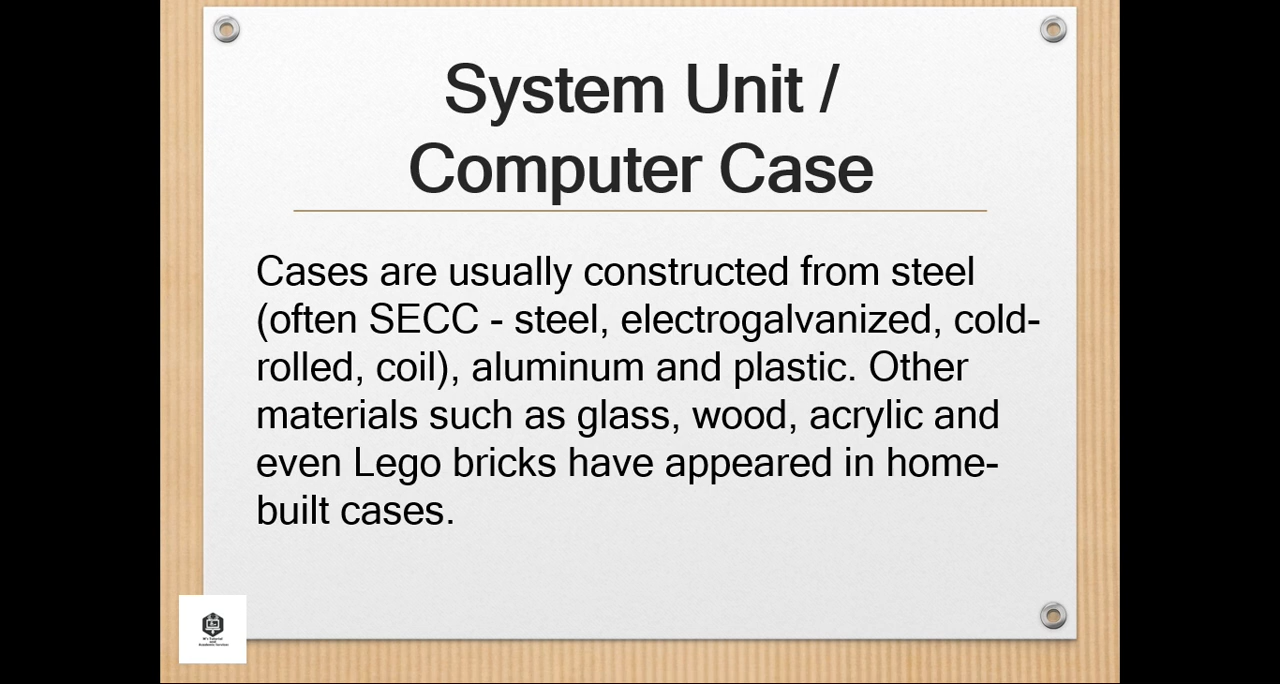 System Unit /
Computer Case
Cases are usually constructed from steel
(often SECC - steel, electrogalvanized, cold-
rolled, coil), aluminum and plastic. Other
materials such as glass, wood, acrylic and
even Lego bricks have appeared in home-
built cases.